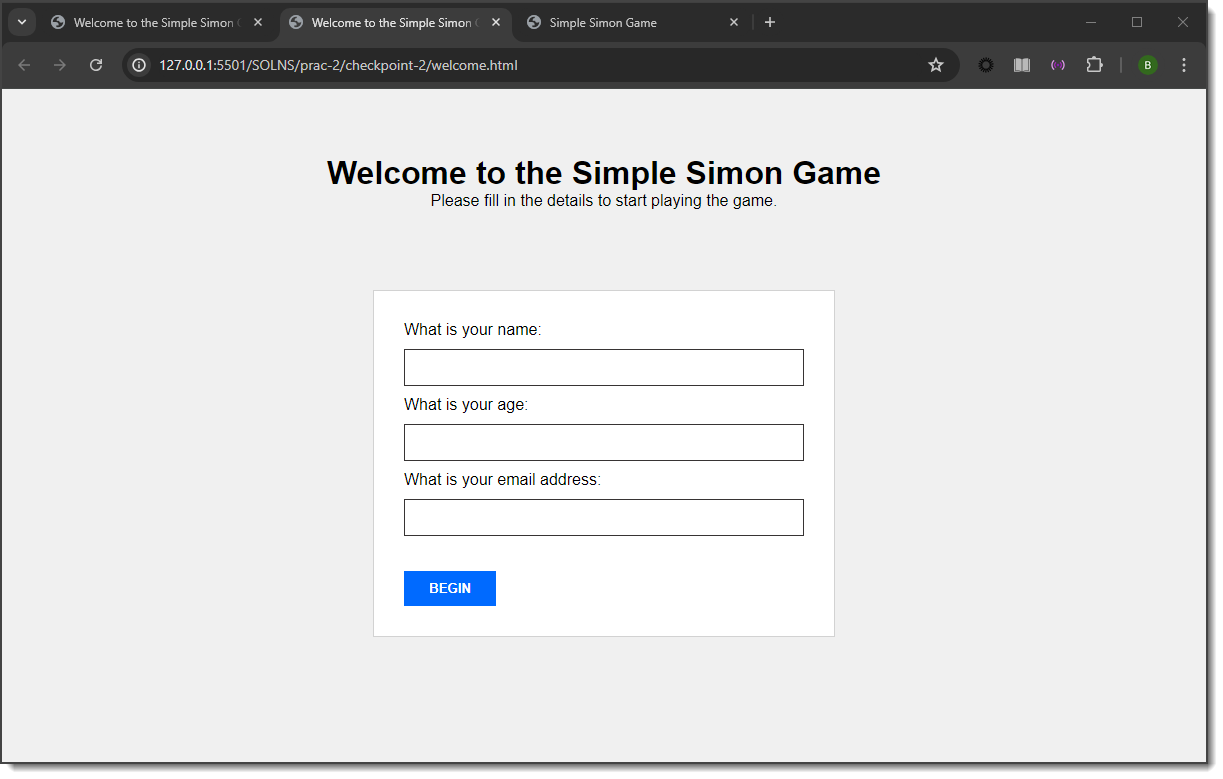 Welcome to the Simple Simon
Welcome to the Simple Simon
Simple Simon Game
127.0.0.1:5501/SOLNS/prac-2/checkpoint-2/welcome.html
B
Welcome to the Simple Simon Game
Please fill in the details to start playing the game.
What is your name:
What is your age:
What is your email address:
BEGIN